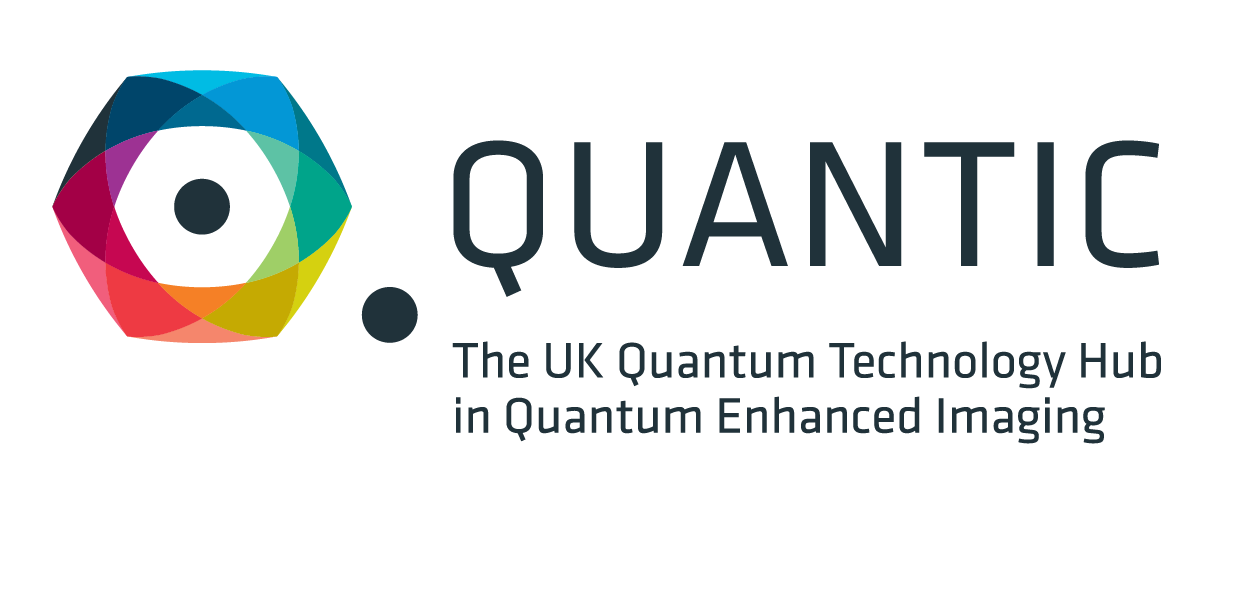 QUANTIC
The UK Quantum Technology Hub
in Quantum Enhanced Imaging